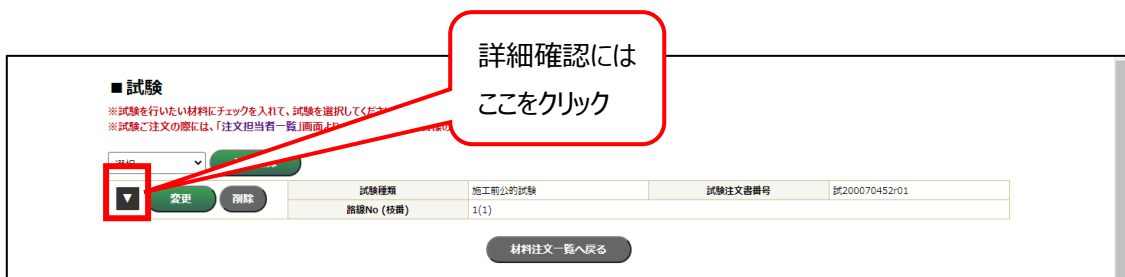 詳細確認には
ここをクリック
■試験
※試験を行いたい材料にチェックを入れて、試験を選択してくださ
※試験ご注文の際には、「注文担当者一覧」画面より
選択
▼ 変更 削除 試験種類 施工前公的試験 試験注文書番号 試200070452r01
路線No (枝番) 1(1)
材料注文一覧へ戻る